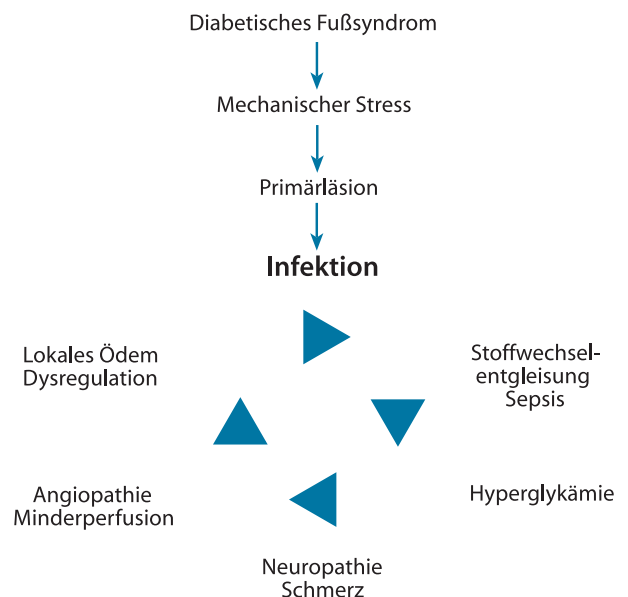 Diabetisches Fußsyndrom
Mechanischer Stress
Primärläsion
Infektion
Lokales Ödem
Dysregulation
Stoffwechsel-
entgleisung
Sepsis
Angiopathie
Minderperfusion
Hyperglykämie
Neuropathie
Schmerz